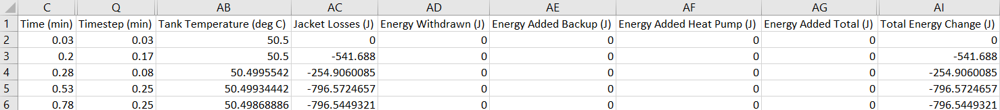 C Q AB AC AD AE AF AG AI
1 Time (min) Timestep (min) Tank Temperature (deg C) Jacket Losses (J) Energy Withdrawn (J) Energy Added Backup (J) Energy Added Heat Pump (J) Energy Added Total (J) Total Energy Change (J)
2 0.03 0.03 50.5 0 0 0 0 0 0
3 0.2 0.17 50.5 -541.688 0 0 0 0 -541.688
4 0.28 0.08 50.4995542 -254.9060085 0 0 0 0 -254.9060085
5 0.53 0.25 50.49934442 -796.5724657 0 0 0 0 -796.5724657
6 0.78 0.25 50.49868886 -796.5449321 0 0 0 0 -796.5449321